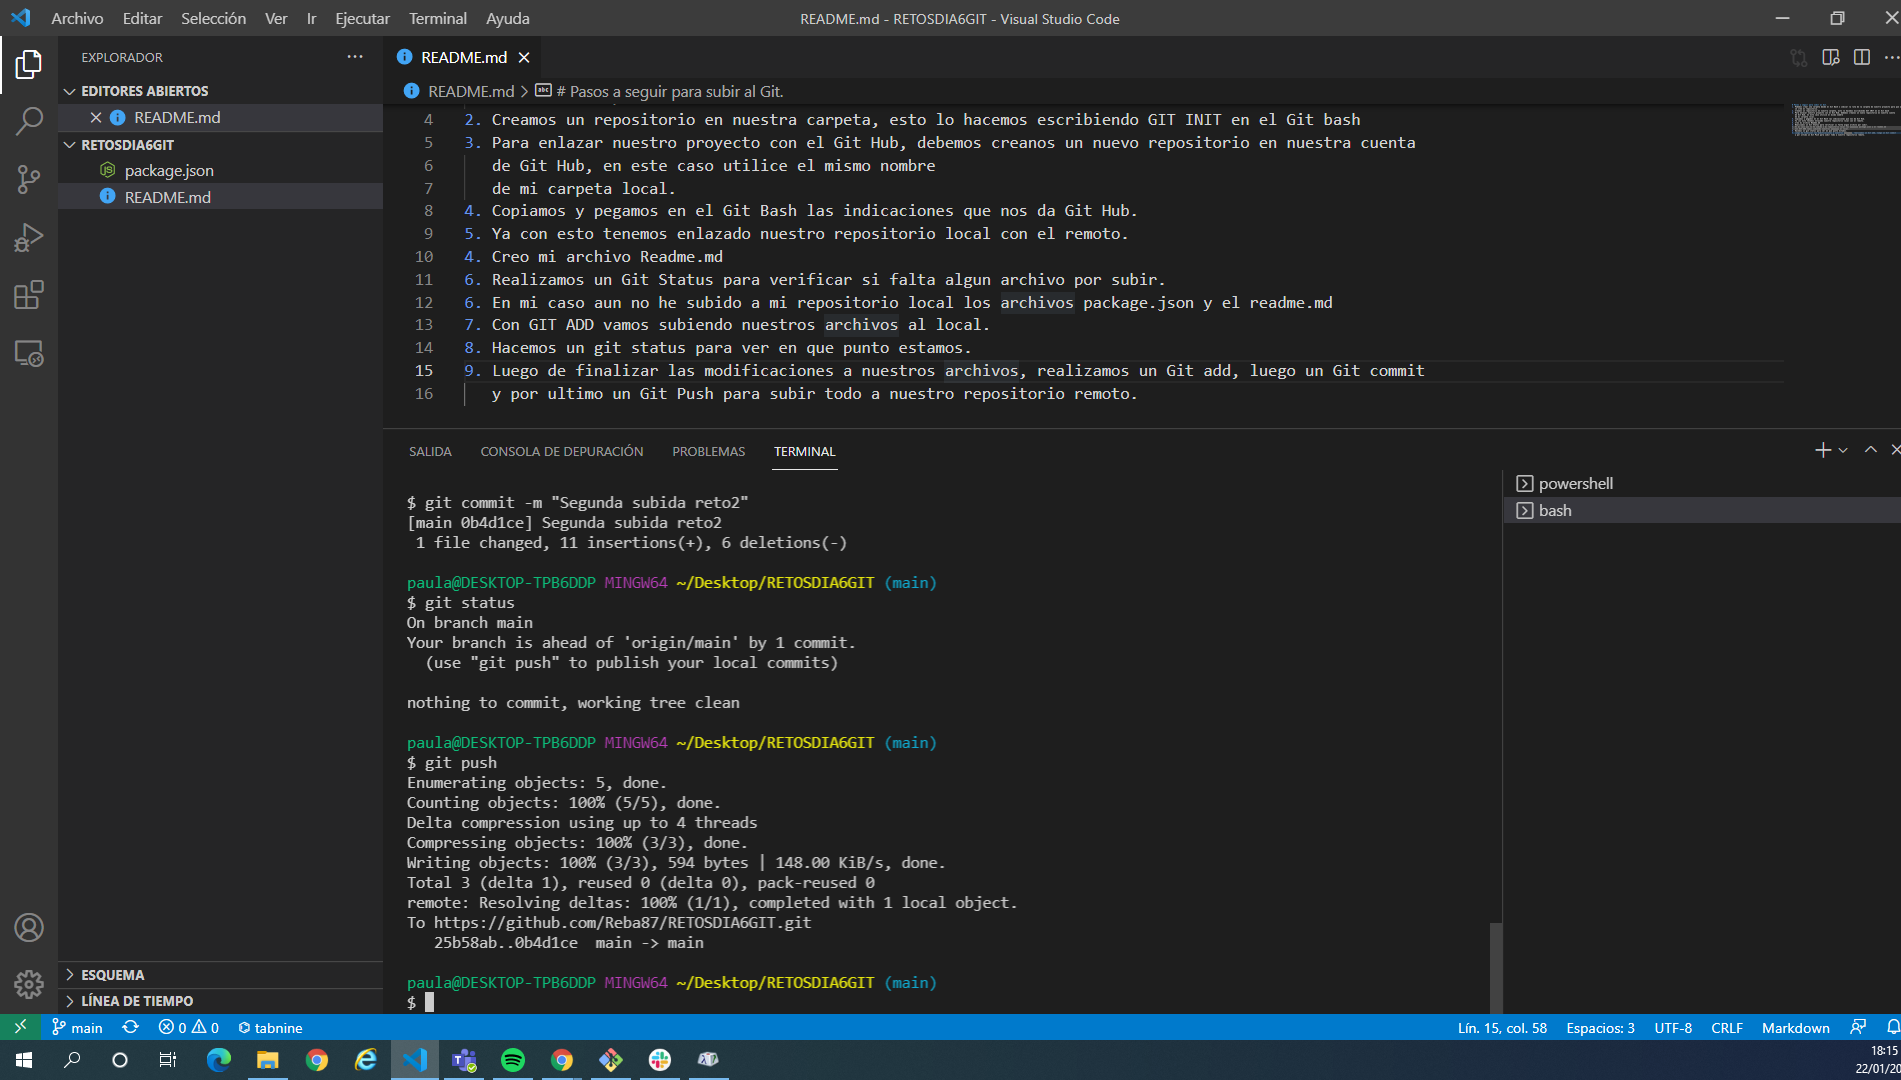 Archivo Editar Selección Ver Ir Ejecutar Terminal Ayuda
README.md - RETOSDIA6GIT - Visual Studio Code
EXPLORADOR
EDITORES ABIERTOS
README.md
RETOSDIA6GIT
package.json
README.md
README.md
README.md > # Pasos a seguir para subir al Git.
4 2. Creamos un repositorio en nuestra carpeta, esto lo hacemos escribiendo GIT INIT en el Git bash
5 3. Para enlazar nuestro proyecto con el Git Hub, debemos creanos un nuevo repositorio en nuestra cuenta
6 de Git Hub, en este caso utilice el mismo nombre
7 de mi carpeta local.
8 4. Copiamos y pegamos en el Git Bash las indicaciones que nos da Git Hub.
9 5. Ya con esto tenemos enlazado nuestro repositorio local con el remoto.
10 4. Creo mi archivo Readme.md
11 6. Realizamos un Git Status para verificar si falta algun archivo por subir.
12 6. En mi caso aun no he subido a mi repositorio local los archivos package.json y el readme.md
13 7. Con GIT ADD vamos subiendo nuestros archivos al local.
14 8. Hacemos un git status para ver en que punto estamos.
15 9. Luego de finalizar las modificaciones a nuestros archivos, realizamos un Git add, luego un Git commit
16 y por ultimo un Git Push para subir todo a nuestro repositorio remoto.
SALIDA CONSOLA DE DEPURACIÓN PROBLEMAS TERMINAL
powershell
bash
$ git commit -m "Segunda subida reto2"
[main 0b4d1ce] Segunda subida reto2
1 file changed, 11 insertions(+), 6 deletions(-)
paula@DESKTOP-TPB6DDP MINGW64 ~/Desktop/RETOSDIA6GIT (main)
$ git status
On branch main
Your branch is ahead of 'origin/main' by 1 commit.
(use "git push" to publish your local commits)
nothing to commit, working tree clean
paula@DESKTOP-TPB6DDP MINGW64 ~/Desktop/RETOSDIA6GIT (main)
$ git push
Enumerating objects: 5, done.
Counting objects: 100% (5/5), done.
Delta compression using up to 4 threads
Compressing objects: 100% (3/3), done.
Writing objects: 100% (3/3), 594 bytes | 148.00 KiB/s, done.
Total 3 (delta 1), reused 0 (delta 0), pack-reused 0
remote: Resolving deltas: 100% (1/1), completed with 1 local object.
To https://github.com/Reba87/RETOSDIA6GIT.git
25b58ab..0b4d1ce main -> main
paula@DESKTOP-TPB6DDP MINGW64 ~/Desktop/RETOSDIA6GIT (main)
$
ESQUEMA
LÍNEA DE TIEMPO
main 0 0 tabnine
Lín. 15, col. 58 Espacios: 3 UTF-8 CRLF Markdown
18:15
22/01/20